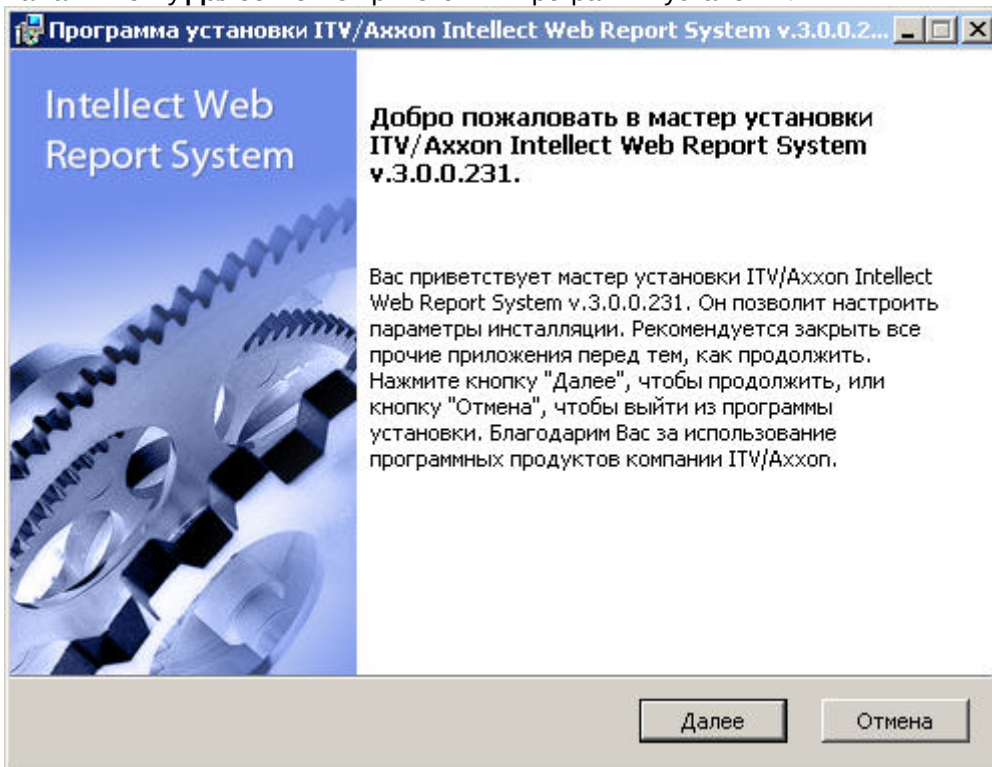 Программа установки ITV/Axxon Intellect Web Report System v.3.0.0.2...
Intellect Web
Report System
Добро пожаловать в мастер установки
ITV/Axxon Intellect Web Report System
v.3.0.0.231.
Вас приветствует мастер установки ITV/Axxon Intellect
Web Report System v.3.0.0.231. Он позволит настроить
параметры инсталляции. Рекомендуется закрыть все
прочие приложения перед тем, как продолжить.
Нажмите кнопку "Далее", чтобы продолжить, или
кнопку "Отмена", чтобы выйти из программы
установки. Благодарим Вас за использование
программных продуктов компании ITV/Axxon.
Далее
Отмена